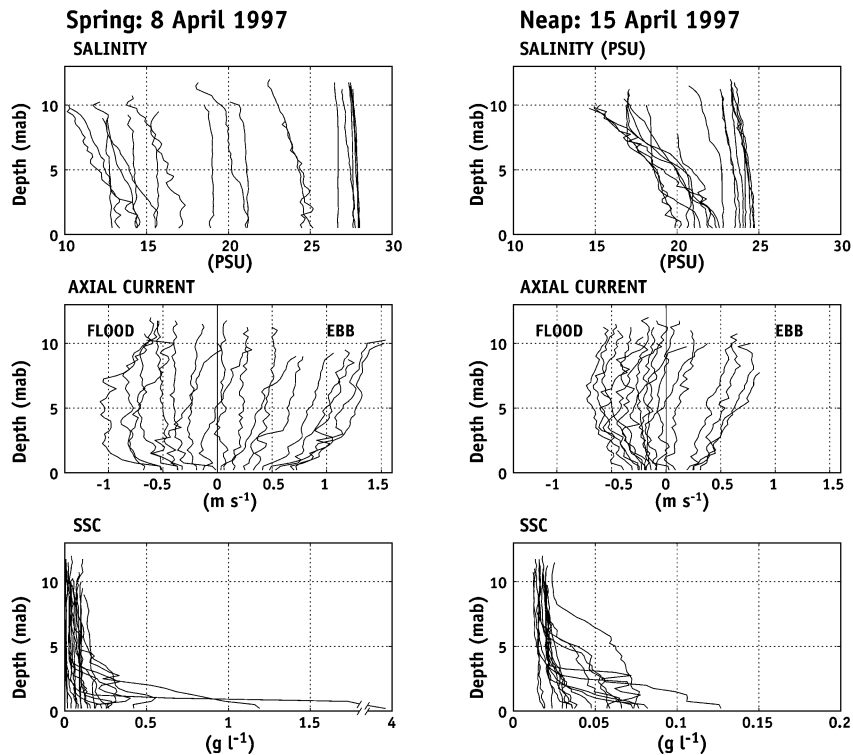 Spring: 8 April 1997
Neap: 15 April 1997
SALINITY
SALINITY (PSU)
Depth (mab)
10
5
0
10 15 20 25 30
(PSU)
Depth (mab)
10
5
0
10 15 20 25 30
(PSU)
AXIAL CURRENT
AXIAL CURRENT
FLOOD
EBB
FLOOD
EBB
Depth (mab)
10
5
0
-1 -0.5 0 0.5 1 1.5
(m s-1)
Depth (mab)
10
5
0
-1 -0.5 0 0.5 1 1.5
(m s-1)
SSC
SSC
Depth (mab)
10
5
0
0 0.5 1 1.5 4
(g l-1)
Depth (mab)
10
5
0
0 0.05 0.1 0.15 0.2
(g l-1)